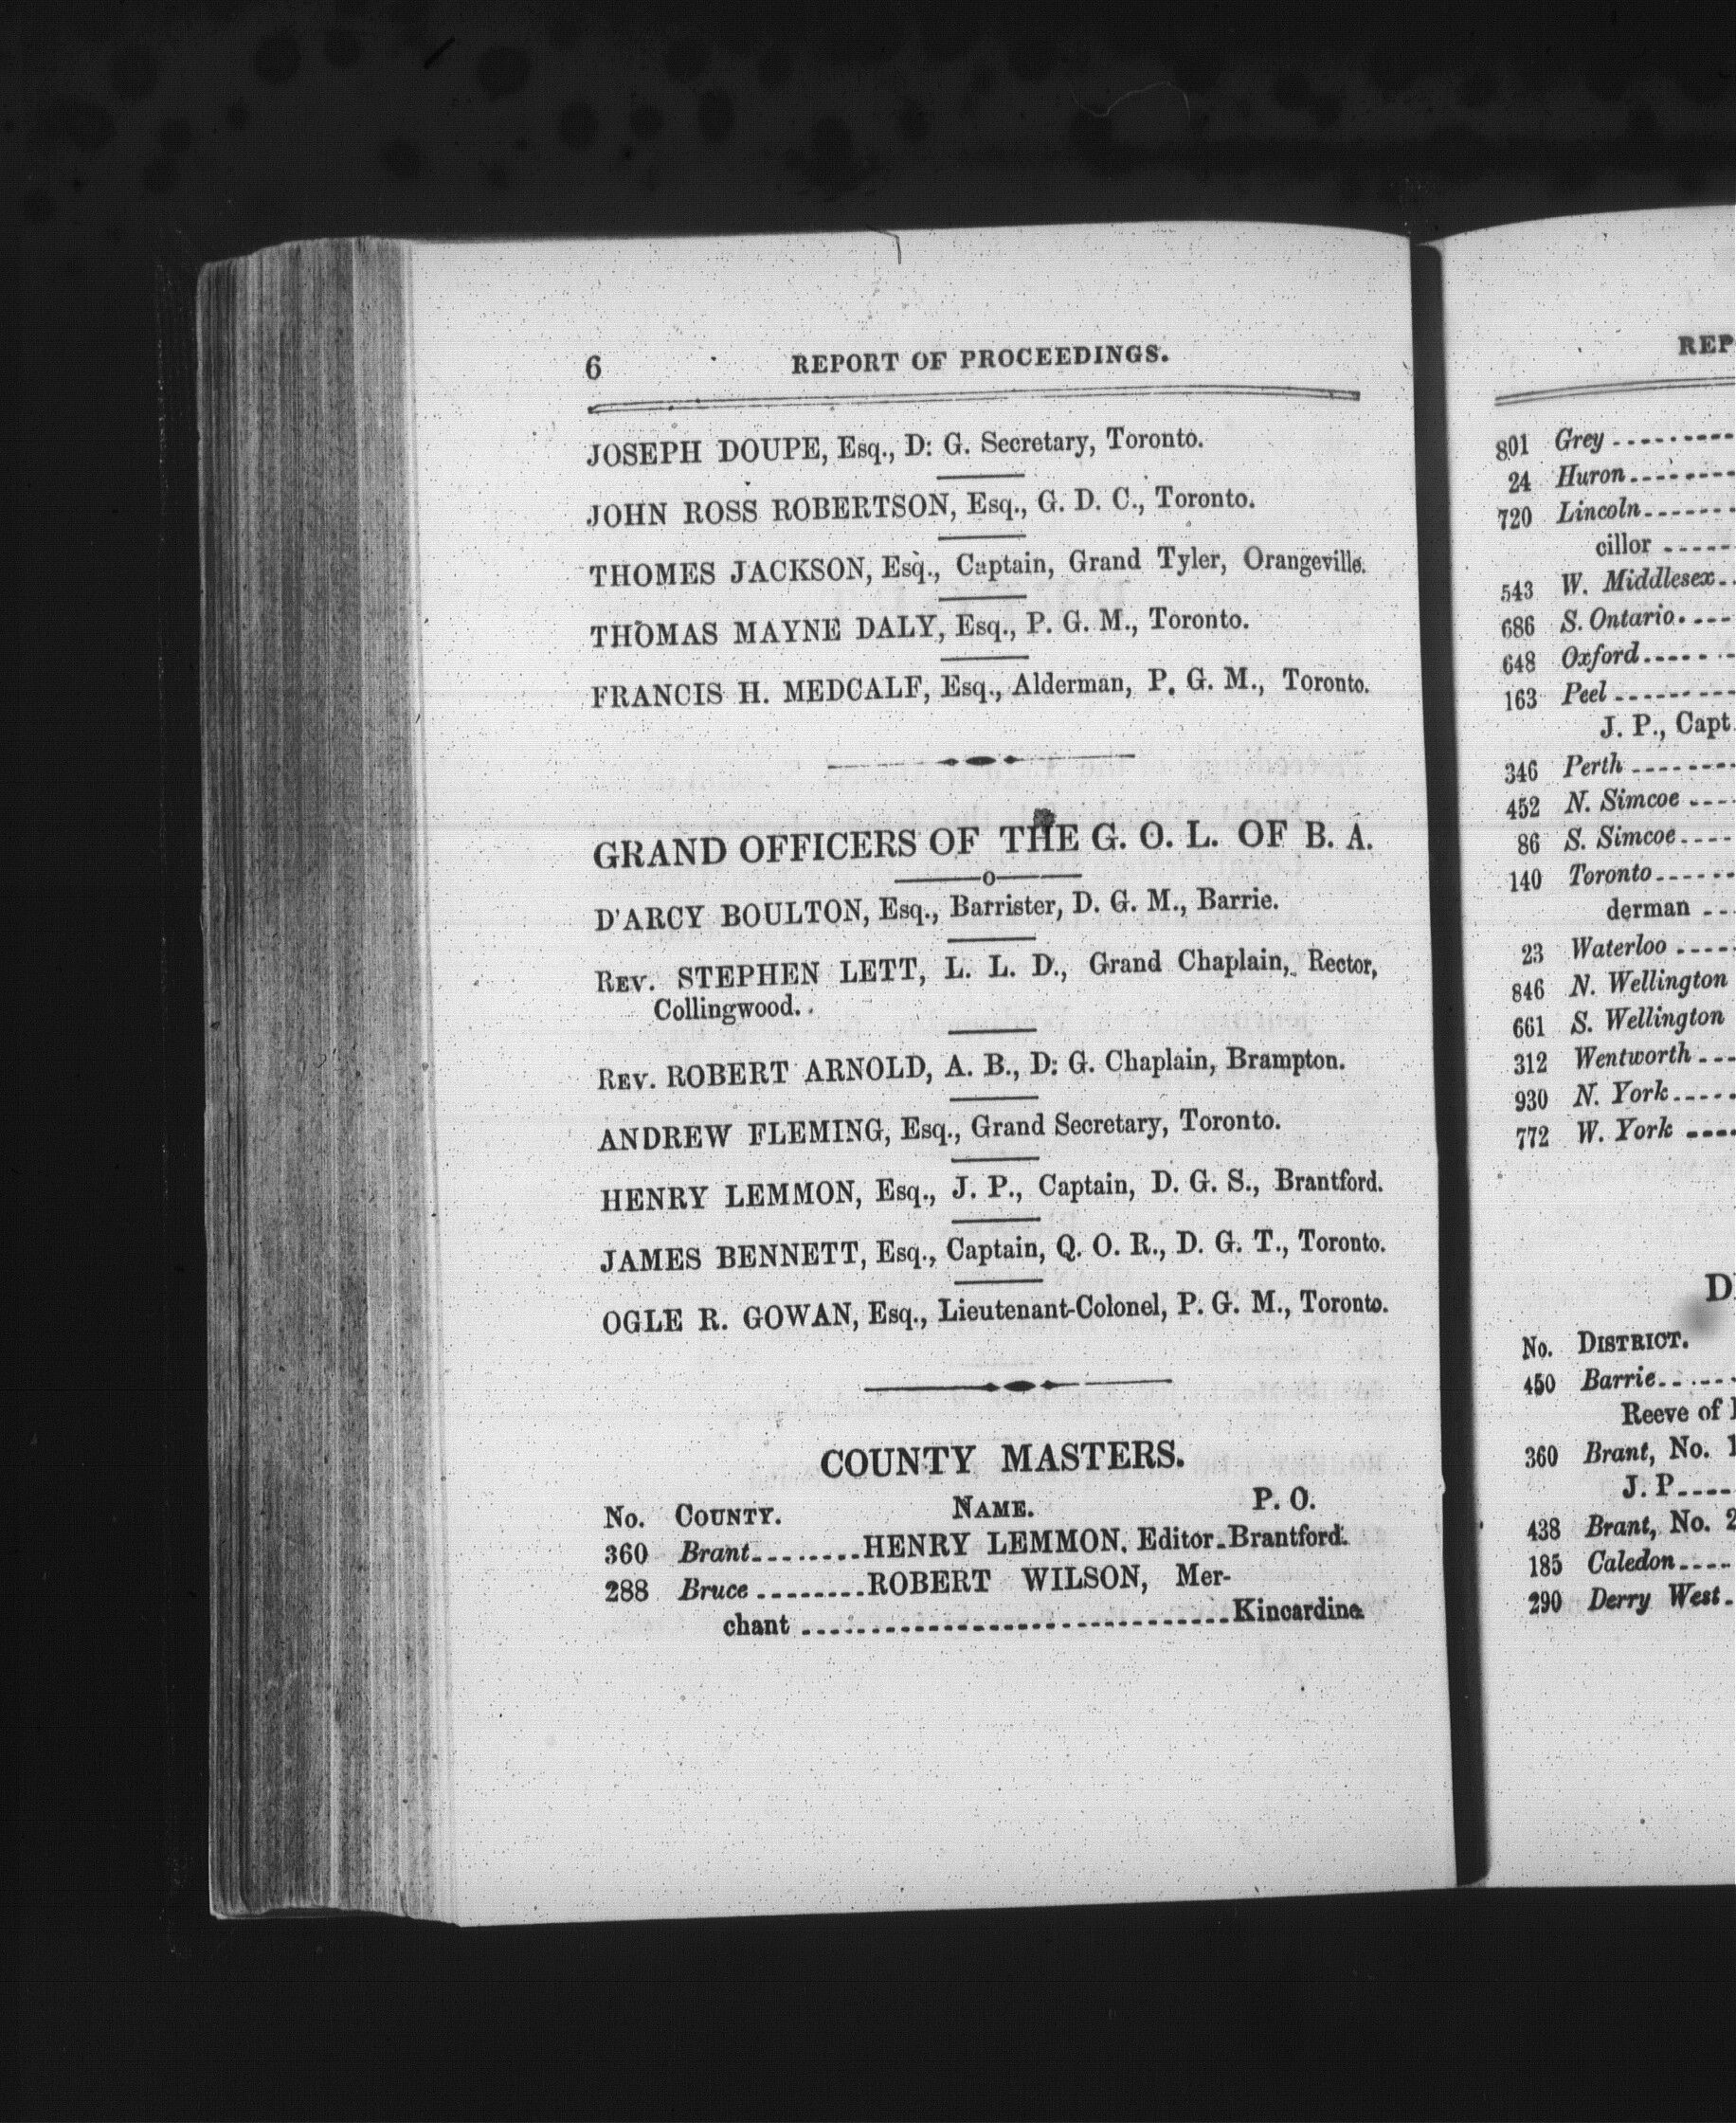 6 REPORT OF PROCEEDINGS.
JOSEPH DOUPE, Esq., D: G. Secretary, Toronto.
JOHN ROSS ROBERTSON, Esq., G. D. C., Toronto.
THOMES JACKSON, Esq., Captain, Grand Tyler, Orangeville.
THOMAS MAYNE DALY, Esq., P. G. M., Toronto.
FRANCIS H. MEDCALF, Esq., Alderman, P. G. M., Toronto.
GRAND OFFICERS OF THE G. O. L. OF B. A.
o
D'ARCY BOULTON, Esq., Barrister, D. G. M., Barrie.
REV. STEPHEN LETT, L. L. D., Grand Chaplain, Rector,
Collingwood.
REV. ROBERT ARNOLD, A. B., D: G. Chaplain, Brampton.
ANDREW FLEMING, Esq., Grand Secretary, Toronto.
HENRY LEMMON, Esq., J. P., Captain, D. G. S., Brantford.
JAMES BENNETT, Esq., Captain, Q. O. R., D. G. T., Toronto.
OGLE R. GOWAN, Esq., Lieutenant-Colonel, P. G. M., Toronto.
COUNTY MASTERS.
No. COUNTY. NAME. P. O.
360 Brant........HENRY LEMMON. Editor.Brantford.
288 Bruce ........ROBERT WILSON, Mer-
chant ................................Kincardine.
REP
801 Grey ---------
24 Huron--------
720 Lincoln-------
cillor -----
543 W. Middlesex--
686 S. Ontario.---
648 Oxford------
163 Peel ---------
J. P., Capt
346 Perth --------
452 N. Simcoe ----
86 S. Simcoe----
140 Toronto------
derman --
23 Waterloo ----
846 N. Wellington
661 S. Wellington
312 Wentworth ---
930 N. York-----
772 W. York ----
D
No. DISTRICT.
450 Barrie------
Reeve of
360 Brant, No. 1
J. P----
438 Brant, No. 2
185 Caledon----
290 Derry West-